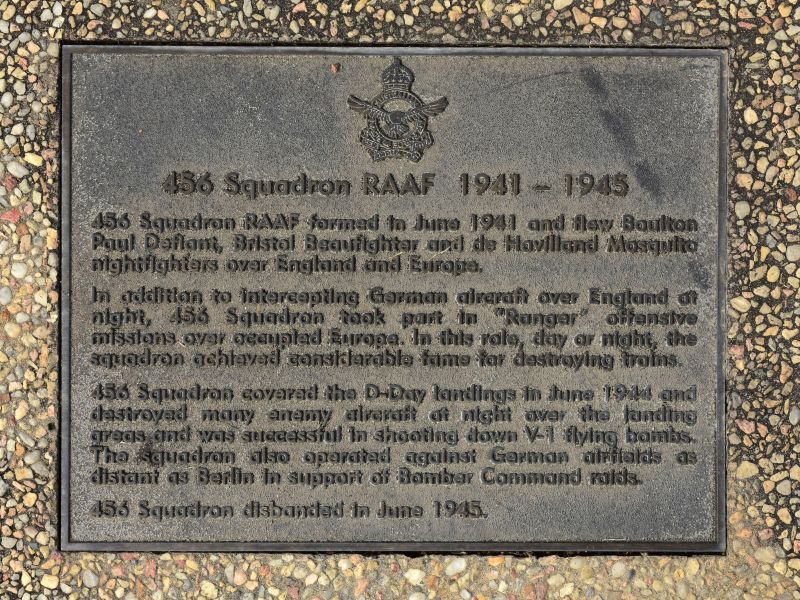 456 Squadron RAAF 1941 – 1945
456 Squadron RAAF formed in June 1941 and flew Boulton
Paul Defiant, Bristol Beaufighter and de Havilland Mosquito
nightfighters over England and Europe.
In addition to intercepting German aircraft over England at
night, 456 Squadron took part in "Ranger" offensive
missions over occupied Europe. In this role, day or night, the
squadron achieved considerable fame for destroying trains.
456 Squadron covered the D-Day landings in June 1944 and
destroyed many enemy aircraft at night over the landing
areas and was successful in shooting down V-1 flying bombs.
The squadron also operated against German airfields as
distant as Berlin in support of Bomber Command raids.
456 Squadron disbanded in June 1945.